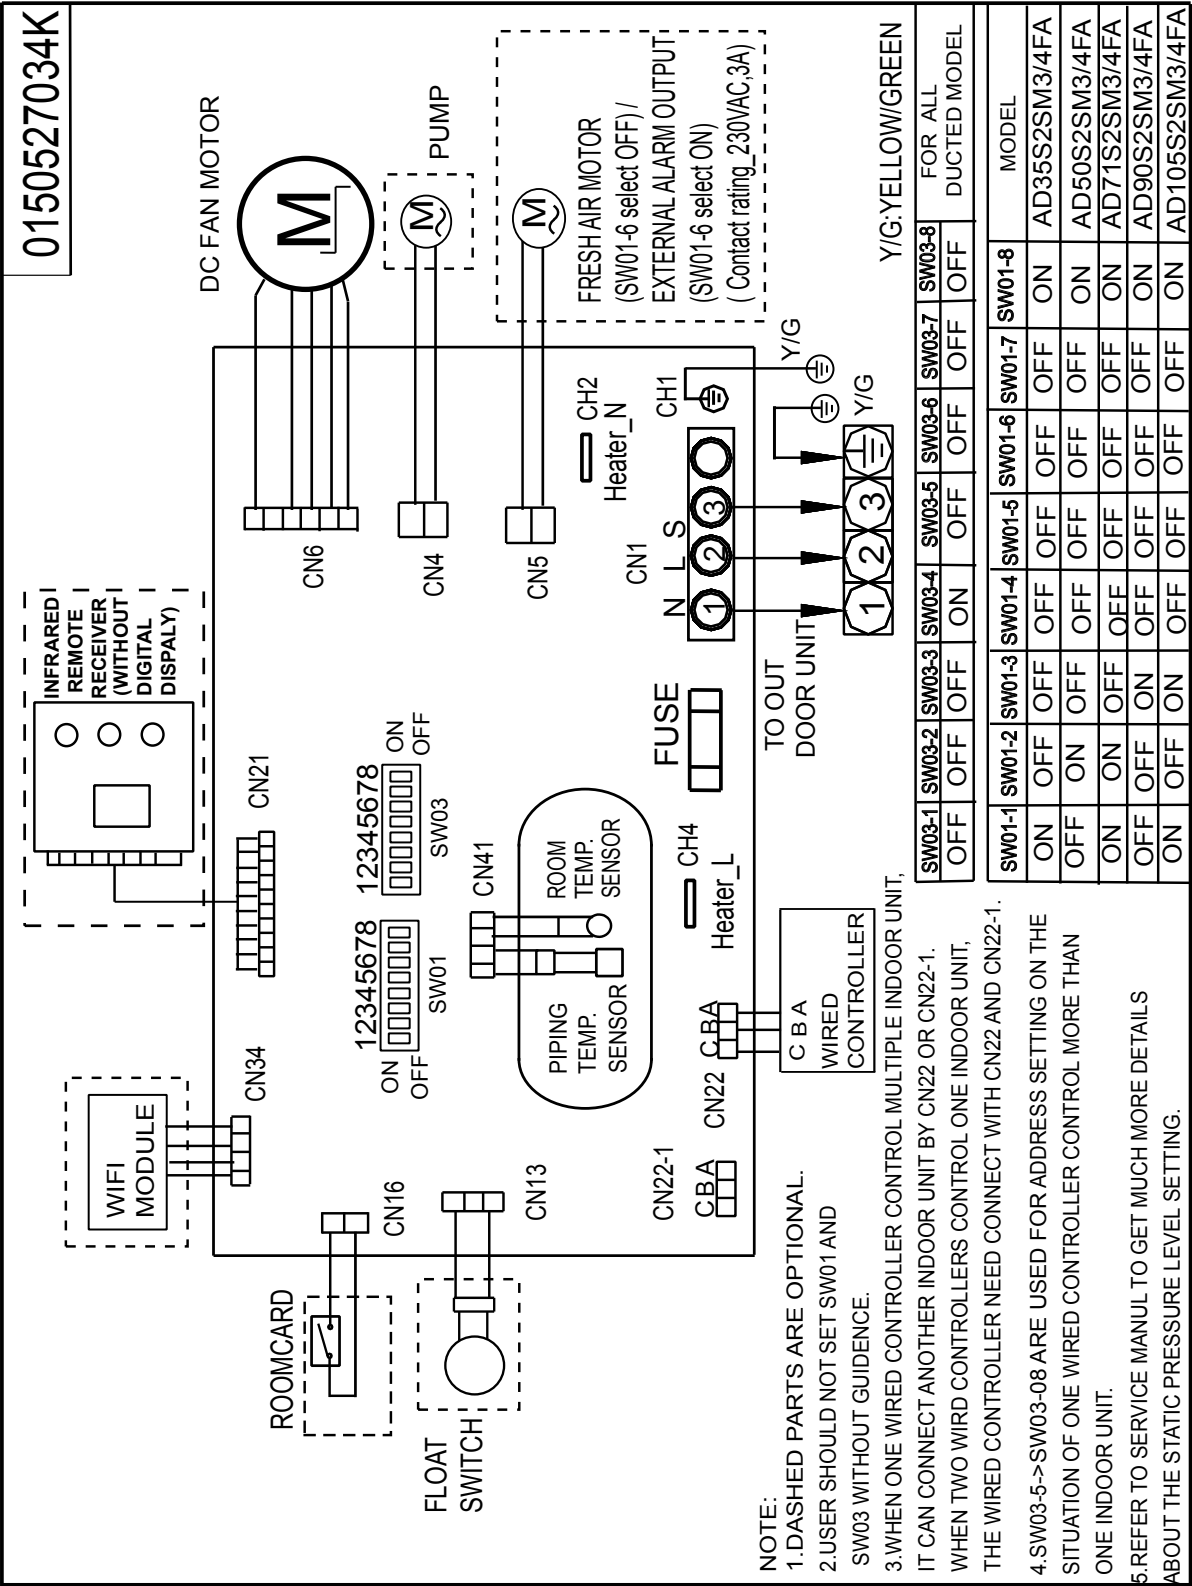 0150527034K
ROOMCARD
FLOAT
SWITCH
WIFI
MODULE
INFRARED
REMOTE
RECEIVER
(WITHOUT
DIGITAL
DISPALY)
DC FAN MOTOR
M
PUMP
M
M
FRESH AIR MOTOR
(SW01-6 select OFF) /
EXTERNAL ALARM OUTPUT
(SW01-6 select ON)
( Contact rating_230VAC,3A)
CN16
CN13
CN34
CN21
CN6
CN4
CN5
12345678
ON
OFF
SW01
12345678
ON
OFF
SW03
CN41
PIPING
TEMP.
SENSOR
ROOM
TEMP.
SENSOR
CN22-1
C B A
CN22
C B A
CH4
Heater_L
FUSE
CN1
N L S
1 2 3
CH2
Heater_N
CH1
Y/G
C B A
WIRED
CONTROLLER
TO OUT
DOOR UNIT
1 2 3
Y/G
Y/G:YELLOW/GREEN
NOTE:
1.DASHED PARTS ARE OPTIONAL.
2.USER SHOULD NOT SET SW01 AND
SW03 WITHOUT GUIDENCE.
3.WHEN ONE WIRED CONTROLLER CONTROL MULTIPLE INDOOR UNIT,
IT CAN CONNECT ANOTHER INDOOR UNIT BY CN22 OR CN22-1.
WHEN TWO WIRD CONTROLLERS CONTROL ONE INDOOR UNIT,
THE WIRED CONTROLLER NEED CONNECT WITH CN22 AND CN22-1.
4.SW03-5->SW03-08 ARE USED FOR ADDRESS SETTING ON THE
SITUATION OF ONE WIRED CONTROLLER CONTROL MORE THAN
ONE INDOOR UNIT.
5.REFER TO SERVICE MANUL TO GET MUCH MORE DETAILS
ABOUT THE STATIC PRESSURE LEVEL SETTING.
SW03-1 SW03-2 SW03-3 SW03-4 SW03-5 SW03-6 SW03-7 SW03-8 FOR ALL
OFF OFF OFF ON OFF OFF OFF OFF DUCTED MODEL
SW01-1 SW01-2 SW01-3 SW01-4 SW01-5 SW01-6 SW01-7 SW01-8 MODEL
ON OFF OFF OFF OFF OFF OFF ON AD35S2SM3/4FA
OFF ON OFF OFF OFF OFF OFF ON AD50S2SM3/4FA
ON ON OFF OFF OFF OFF OFF ON AD71S2SM3/4FA
OFF OFF ON OFF OFF OFF OFF ON AD90S2SM3/4FA
ON OFF ON OFF OFF OFF OFF ON AD105S2SM3/4FA